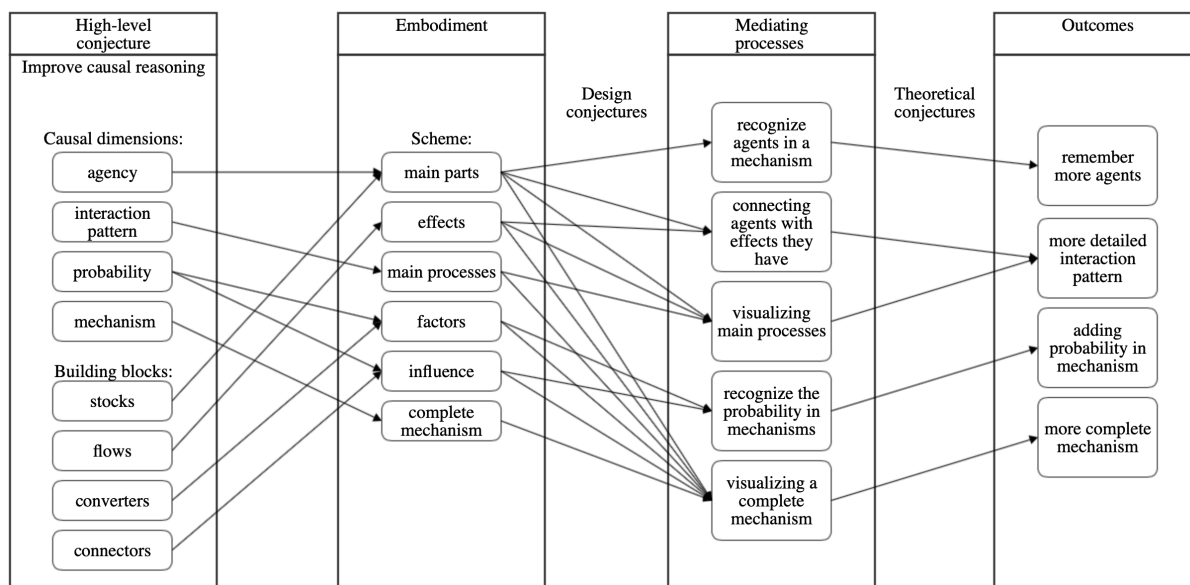 High-level
conjecture
Embodiment
Mediating
processes
Outcomes
Improve causal reasoning
Causal dimensions:
agency
interaction
pattern
probability
mechanism
Building blocks:
stocks
flows
converters
connectors
Scheme:
main parts
effects
main processes
factors
influence
complete
mechanism
Design
conjectures
recognize
agents in a
mechanism
connecting
agents with
effects they
have
visualizing
main processes
recognize the
probability in
mechanisms
visualizing a
complete
mechanism
Theoretical
conjectures
remember
more agents
more detailed
interaction
pattern
adding
probability in
mechanism
more complete
mechanism